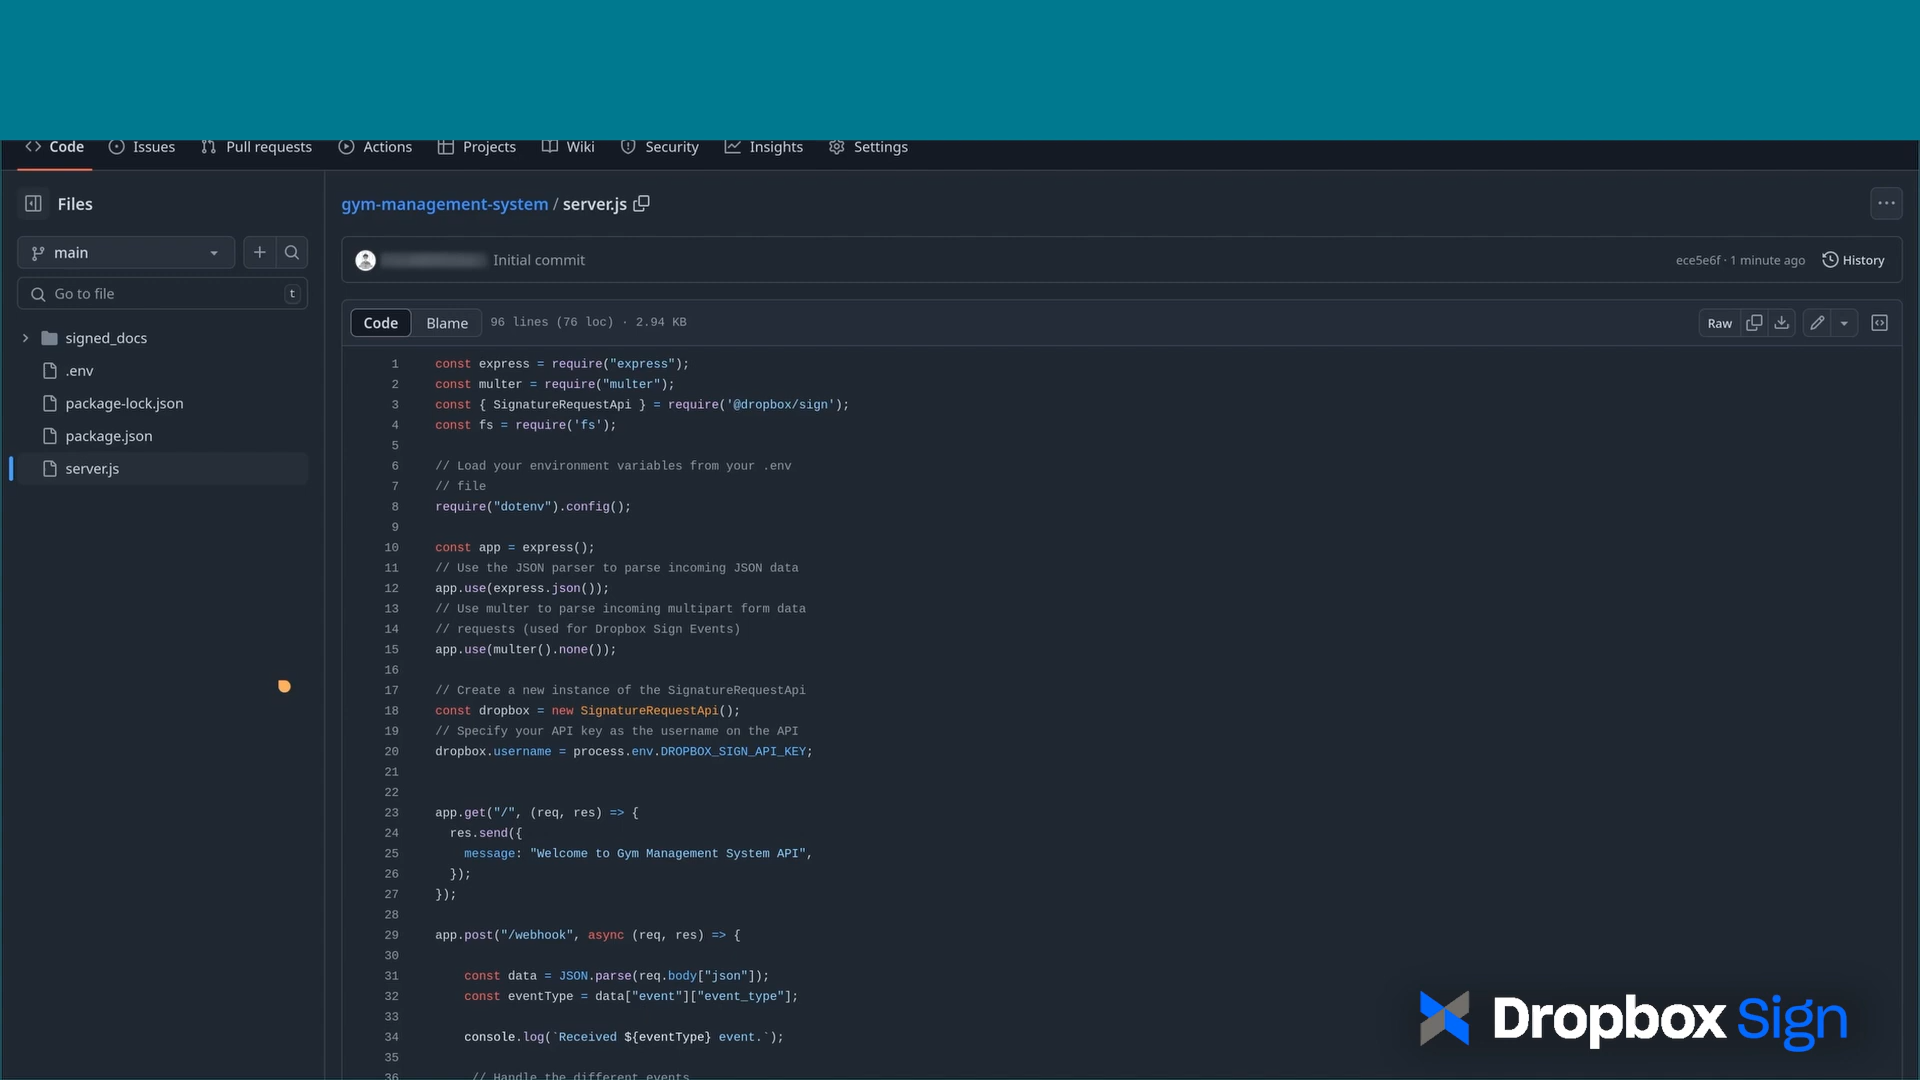 Code Issues Pull requests Actions Projects Wiki Security Insights Settings
Files
main
Go to file t
signed_docs
.env
package-lock.json
package.json
server.js
gym-management-system / server.js
Initial commit ece5e6f · 1 minute ago History
Code Blame 96 lines (76 loc) · 2.94 KB Raw
1 const express = require("express");
2 const multer = require("multer");
3 const { SignatureRequestApi } = require('@dropbox/sign');
4 const fs = require('fs');
5
6 // Load your environment variables from your .env
7 // file
8 require("dotenv").config();
9
10 const app = express();
11 // Use the JSON parser to parse incoming JSON data
12 app.use(express.json());
13 // Use multer to parse incoming multipart form data
14 // requests (used for Dropbox Sign Events)
15 app.use(multer().none());
16
17 // Create a new instance of the SignatureRequestApi
18 const dropbox = new SignatureRequestApi();
19 // Specify your API key as the username on the API
20 dropbox.username = process.env.DROPBOX_SIGN_API_KEY;
21
22
23 app.get("/", (req, res) => {
24 res.send({
25 message: "Welcome to Gym Management System API",
26 });
27 });
28
29 app.post("/webhook", async (req, res) => {
30
31 const data = JSON.parse(req.body["json"]);
32 const eventType = data["event"]["event_type"];
33
34 console.log(`Received ${eventType} event.`);
35
36 // Handle the different events
Dropbox Sign